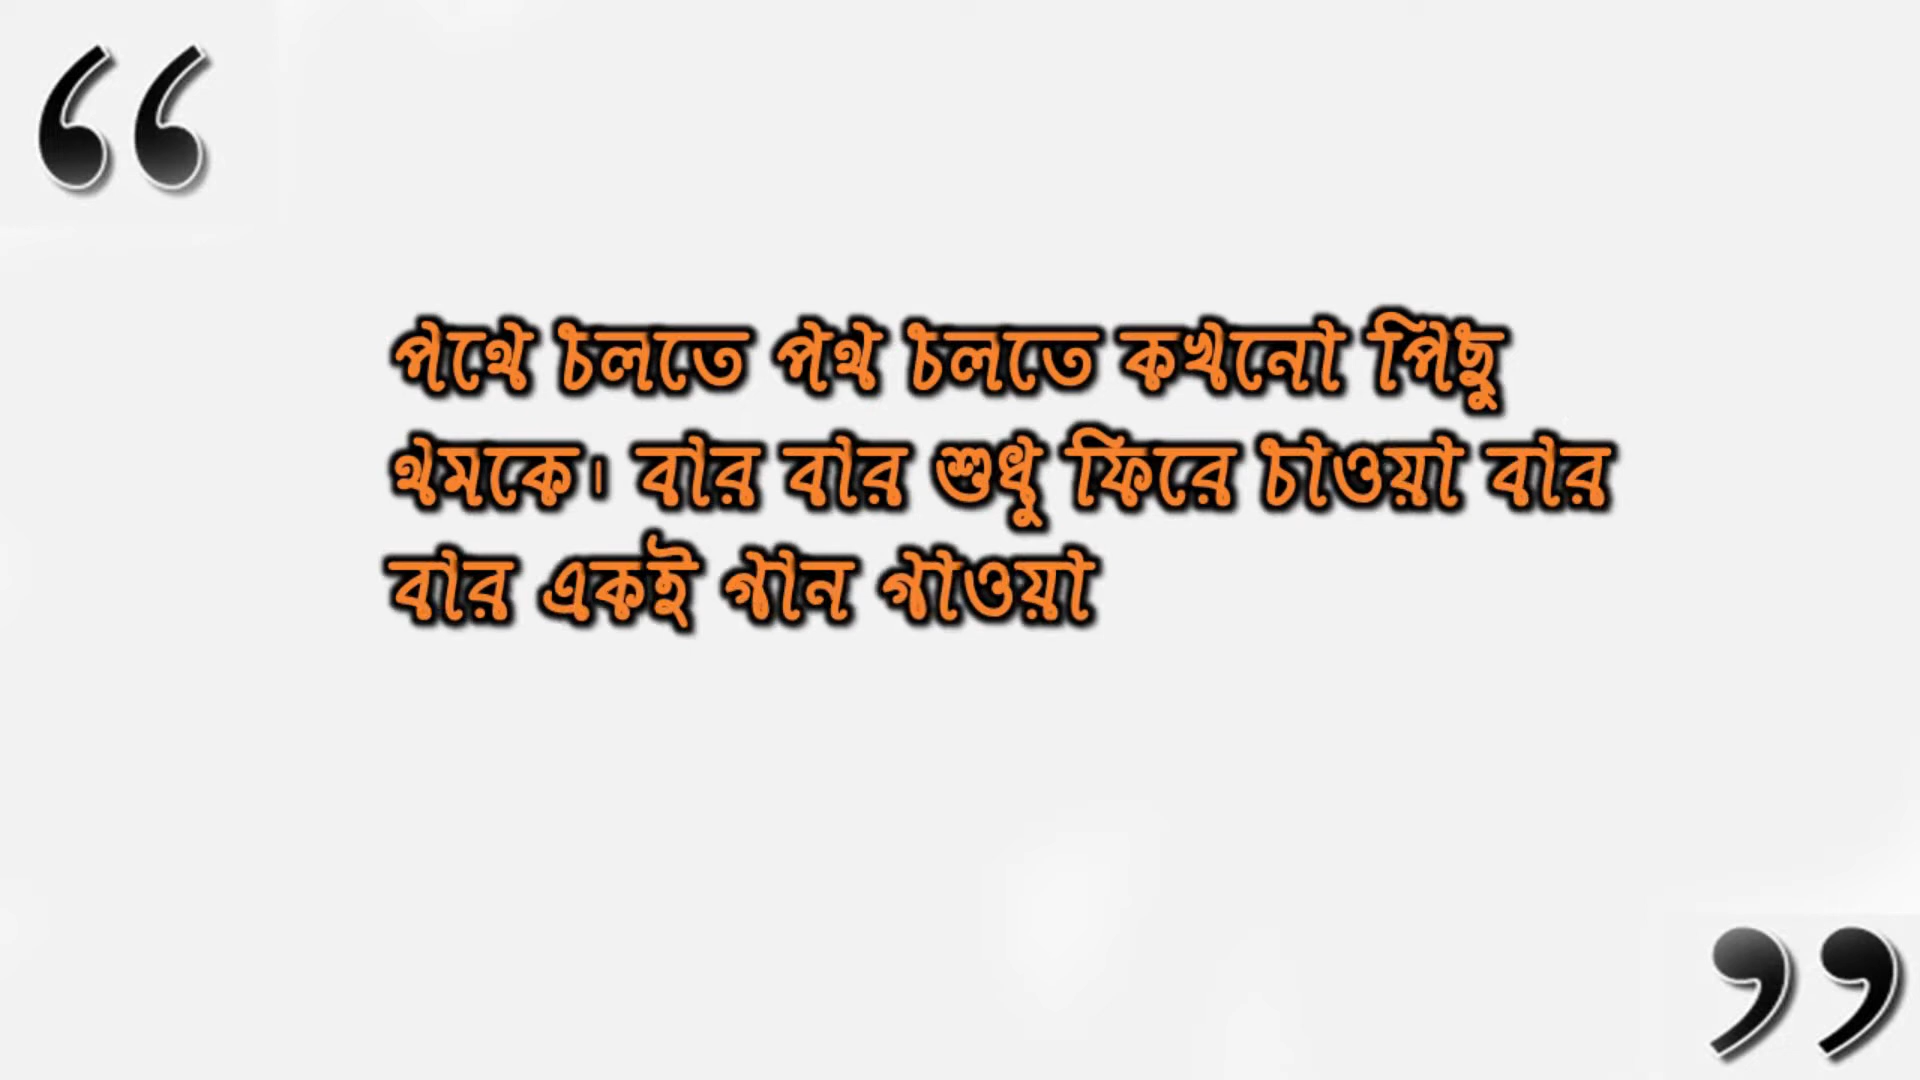 পথে চলতে পথ চলতে কখনো পিছু
থমকে। বার বার শুধু ফিরে চাওয়া বার
বার একই গান গাওয়া